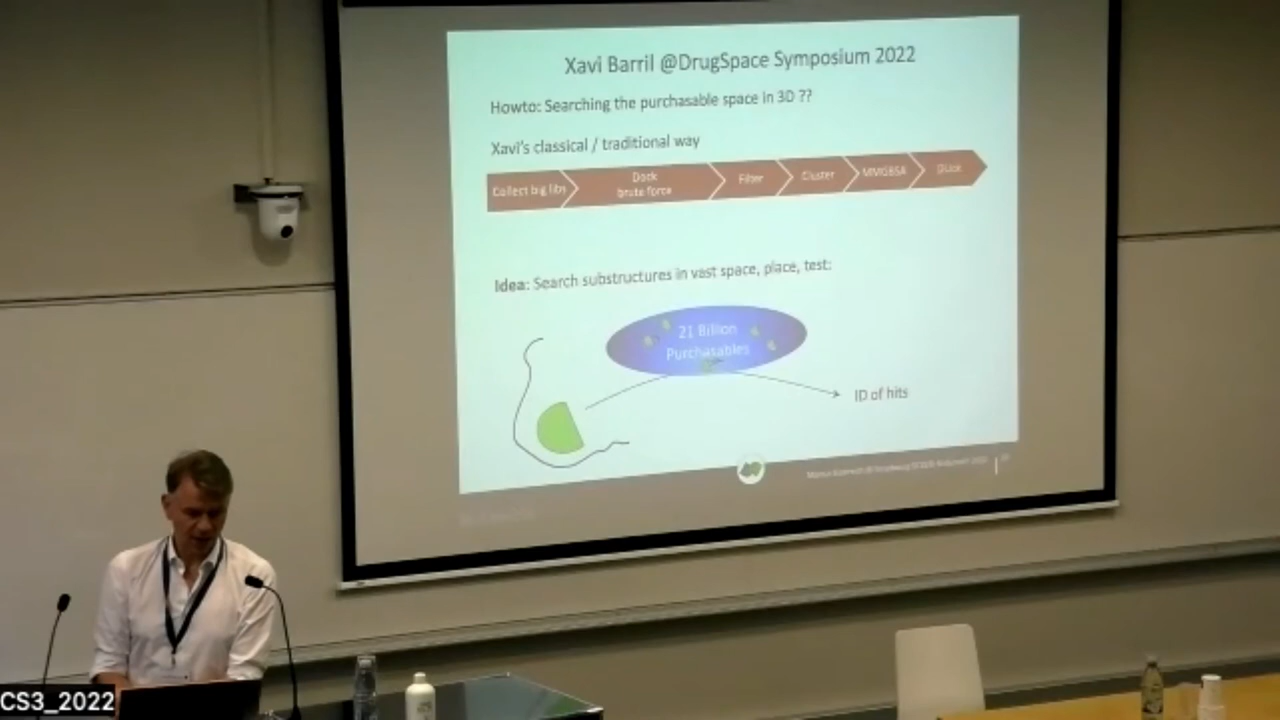 Xavi Barril @DrugSpace Symposium 2022
Howto: Searching the purchasable space in 3D ??
Xavi's classical / traditional way
Collect big libs
Dock
brute force
Filter
Cluster
MMGBSA
Idea: Search substructures in vast space, place, test:
21 Billion
Purchasables
ID of hits
CS3_2022